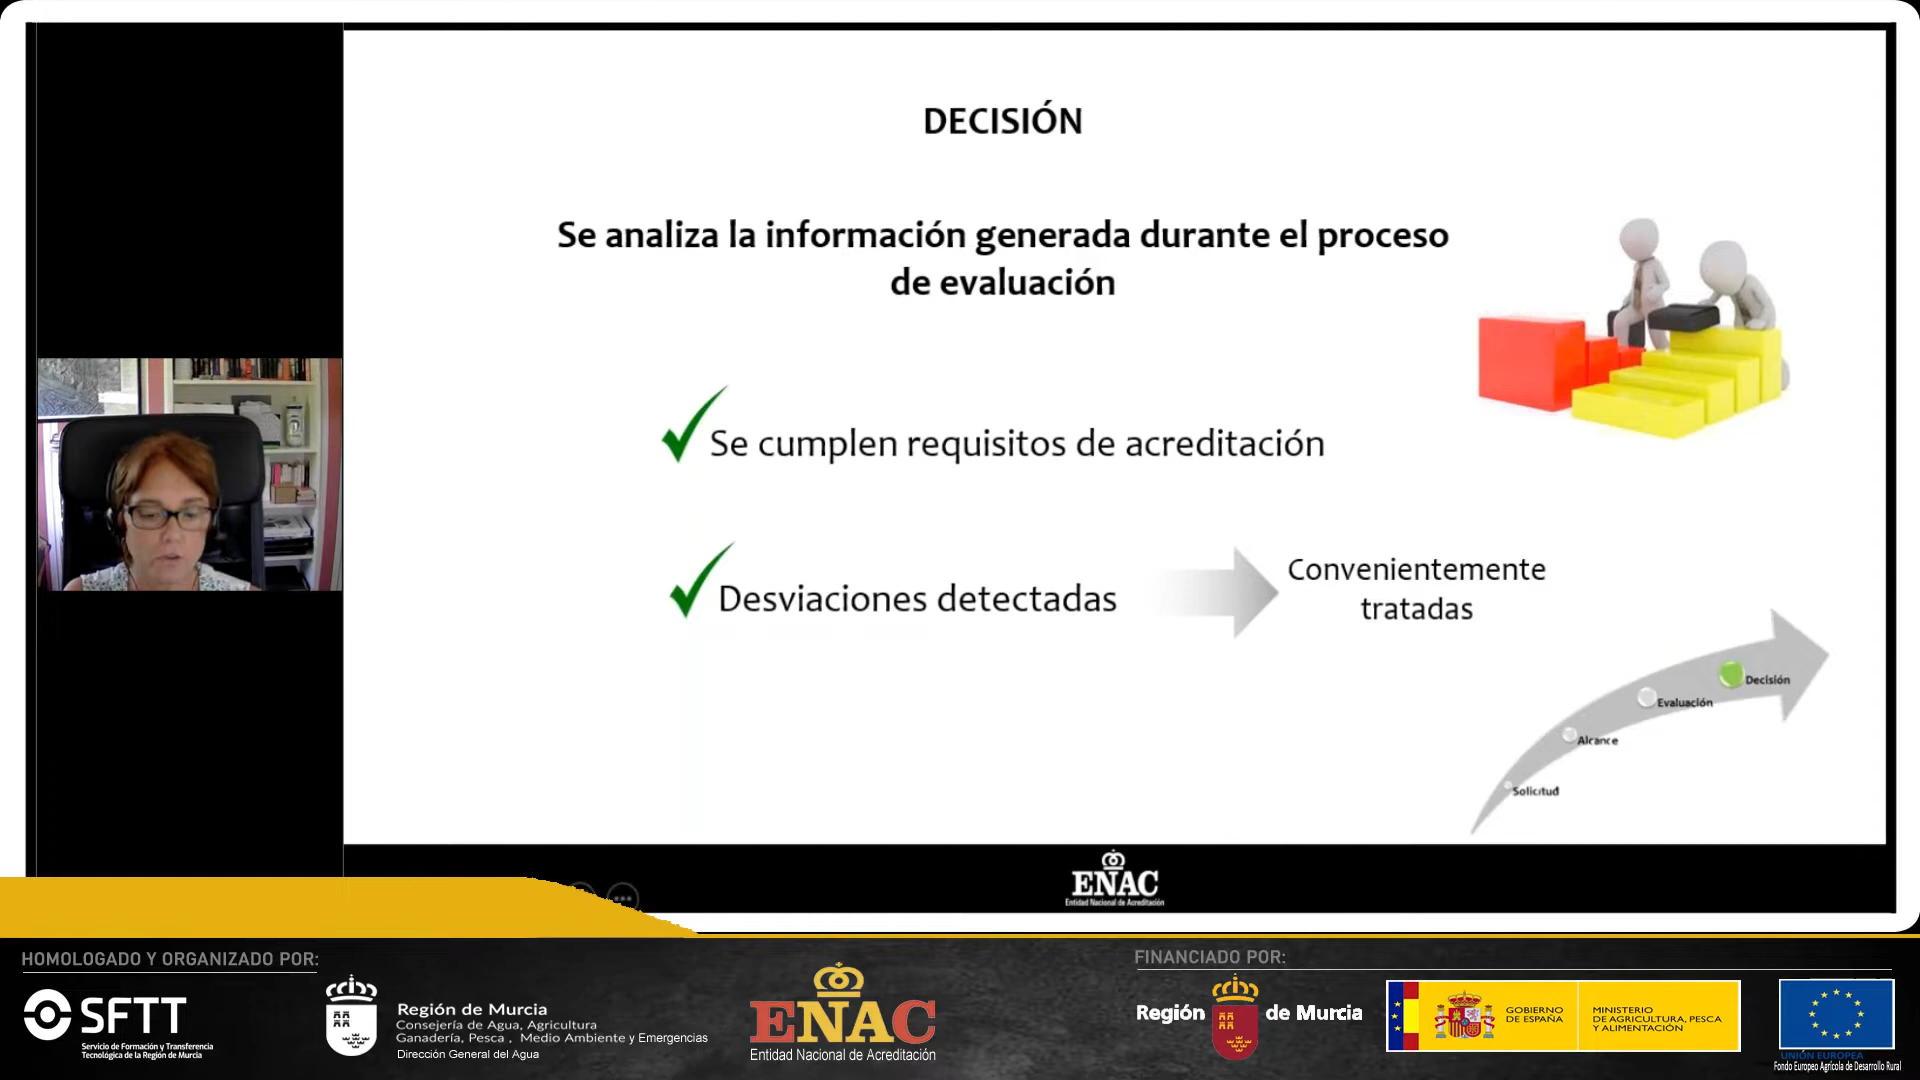 DECISIÓN
Se analiza la información generada durante el proceso
de evaluación
Se cumplen requisitos de acreditación
Desviaciones detectadas
Convenientemente
tratadas
Decisión
Evaluación
Alcance
Solicitud
ENAC
Entidad Nacional de Acreditación
HOMOLOGADO Y ORGANIZADO POR:
SFTT
Servicio de Formación y Transferencia
Tecnológica de la Región de Murcia
Región de Murcia
Consejería de Agua, Agricultura
Ganadería, Pesca , Medio Ambiente y Emergencias
Dirección General del Agua
ENAC
Entidad Nacional de Acreditación
FINANCIADO POR:
Región de Murcia
GOBIERNO
DE ESPAÑA
MINISTERIO
DE AGRICULTURA, PESCA
Y ALIMENTACIÓN
UNIÓN EUROPEA
Fondo Europeo Agrícola de Desarrollo Rural